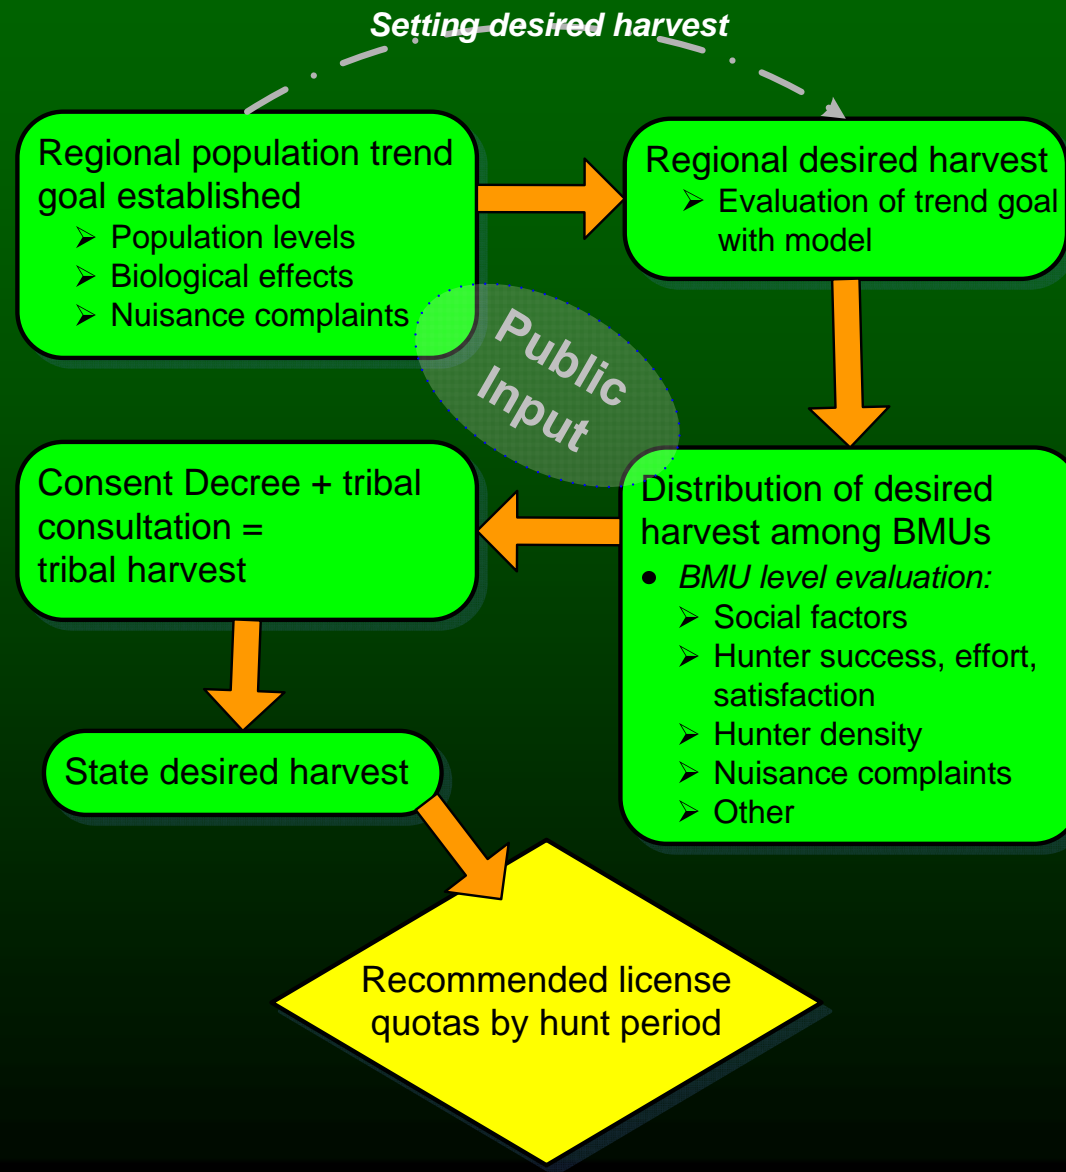 Setting desired harvest
Regional population trend
goal established
➢ Population levels
➢ Biological effects
➢ Nuisance complaints
Regional desired harvest
➢ Evaluation of trend goal
with model
Public
Input
Distribution of desired
harvest among BMUs
● BMU level evaluation:
➢ Social factors
➢ Hunter success, effort,
satisfaction
➢ Hunter density
➢ Nuisance complaints
➢ Other
Consent Decree + tribal
consultation =
tribal harvest
State desired harvest
Recommended license
quotas by hunt period